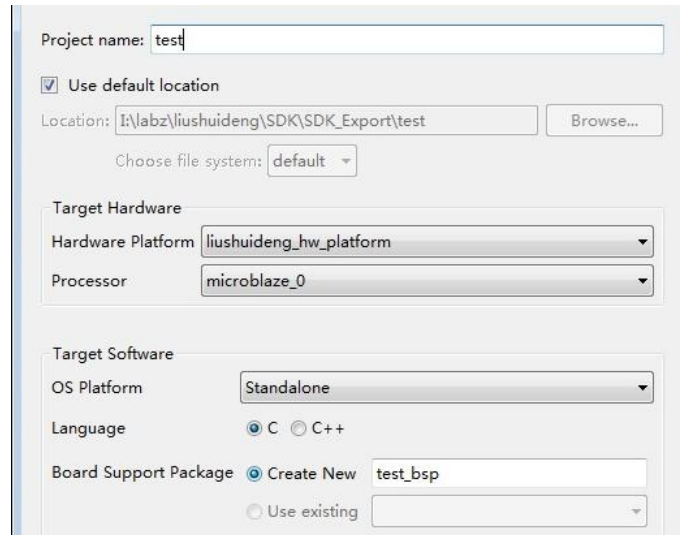 Project name: test
Use default location
Location: I:\labz\liushuideng\SDK\SDK_Export\test Browse...
Choose file system: default
Target Hardware
Hardware Platform liushuideng_hw_platform
Processor microblaze_0
Target Software
OS Platform Standalone
Language C C++
Board Support Package Create New test_bsp
Use existing